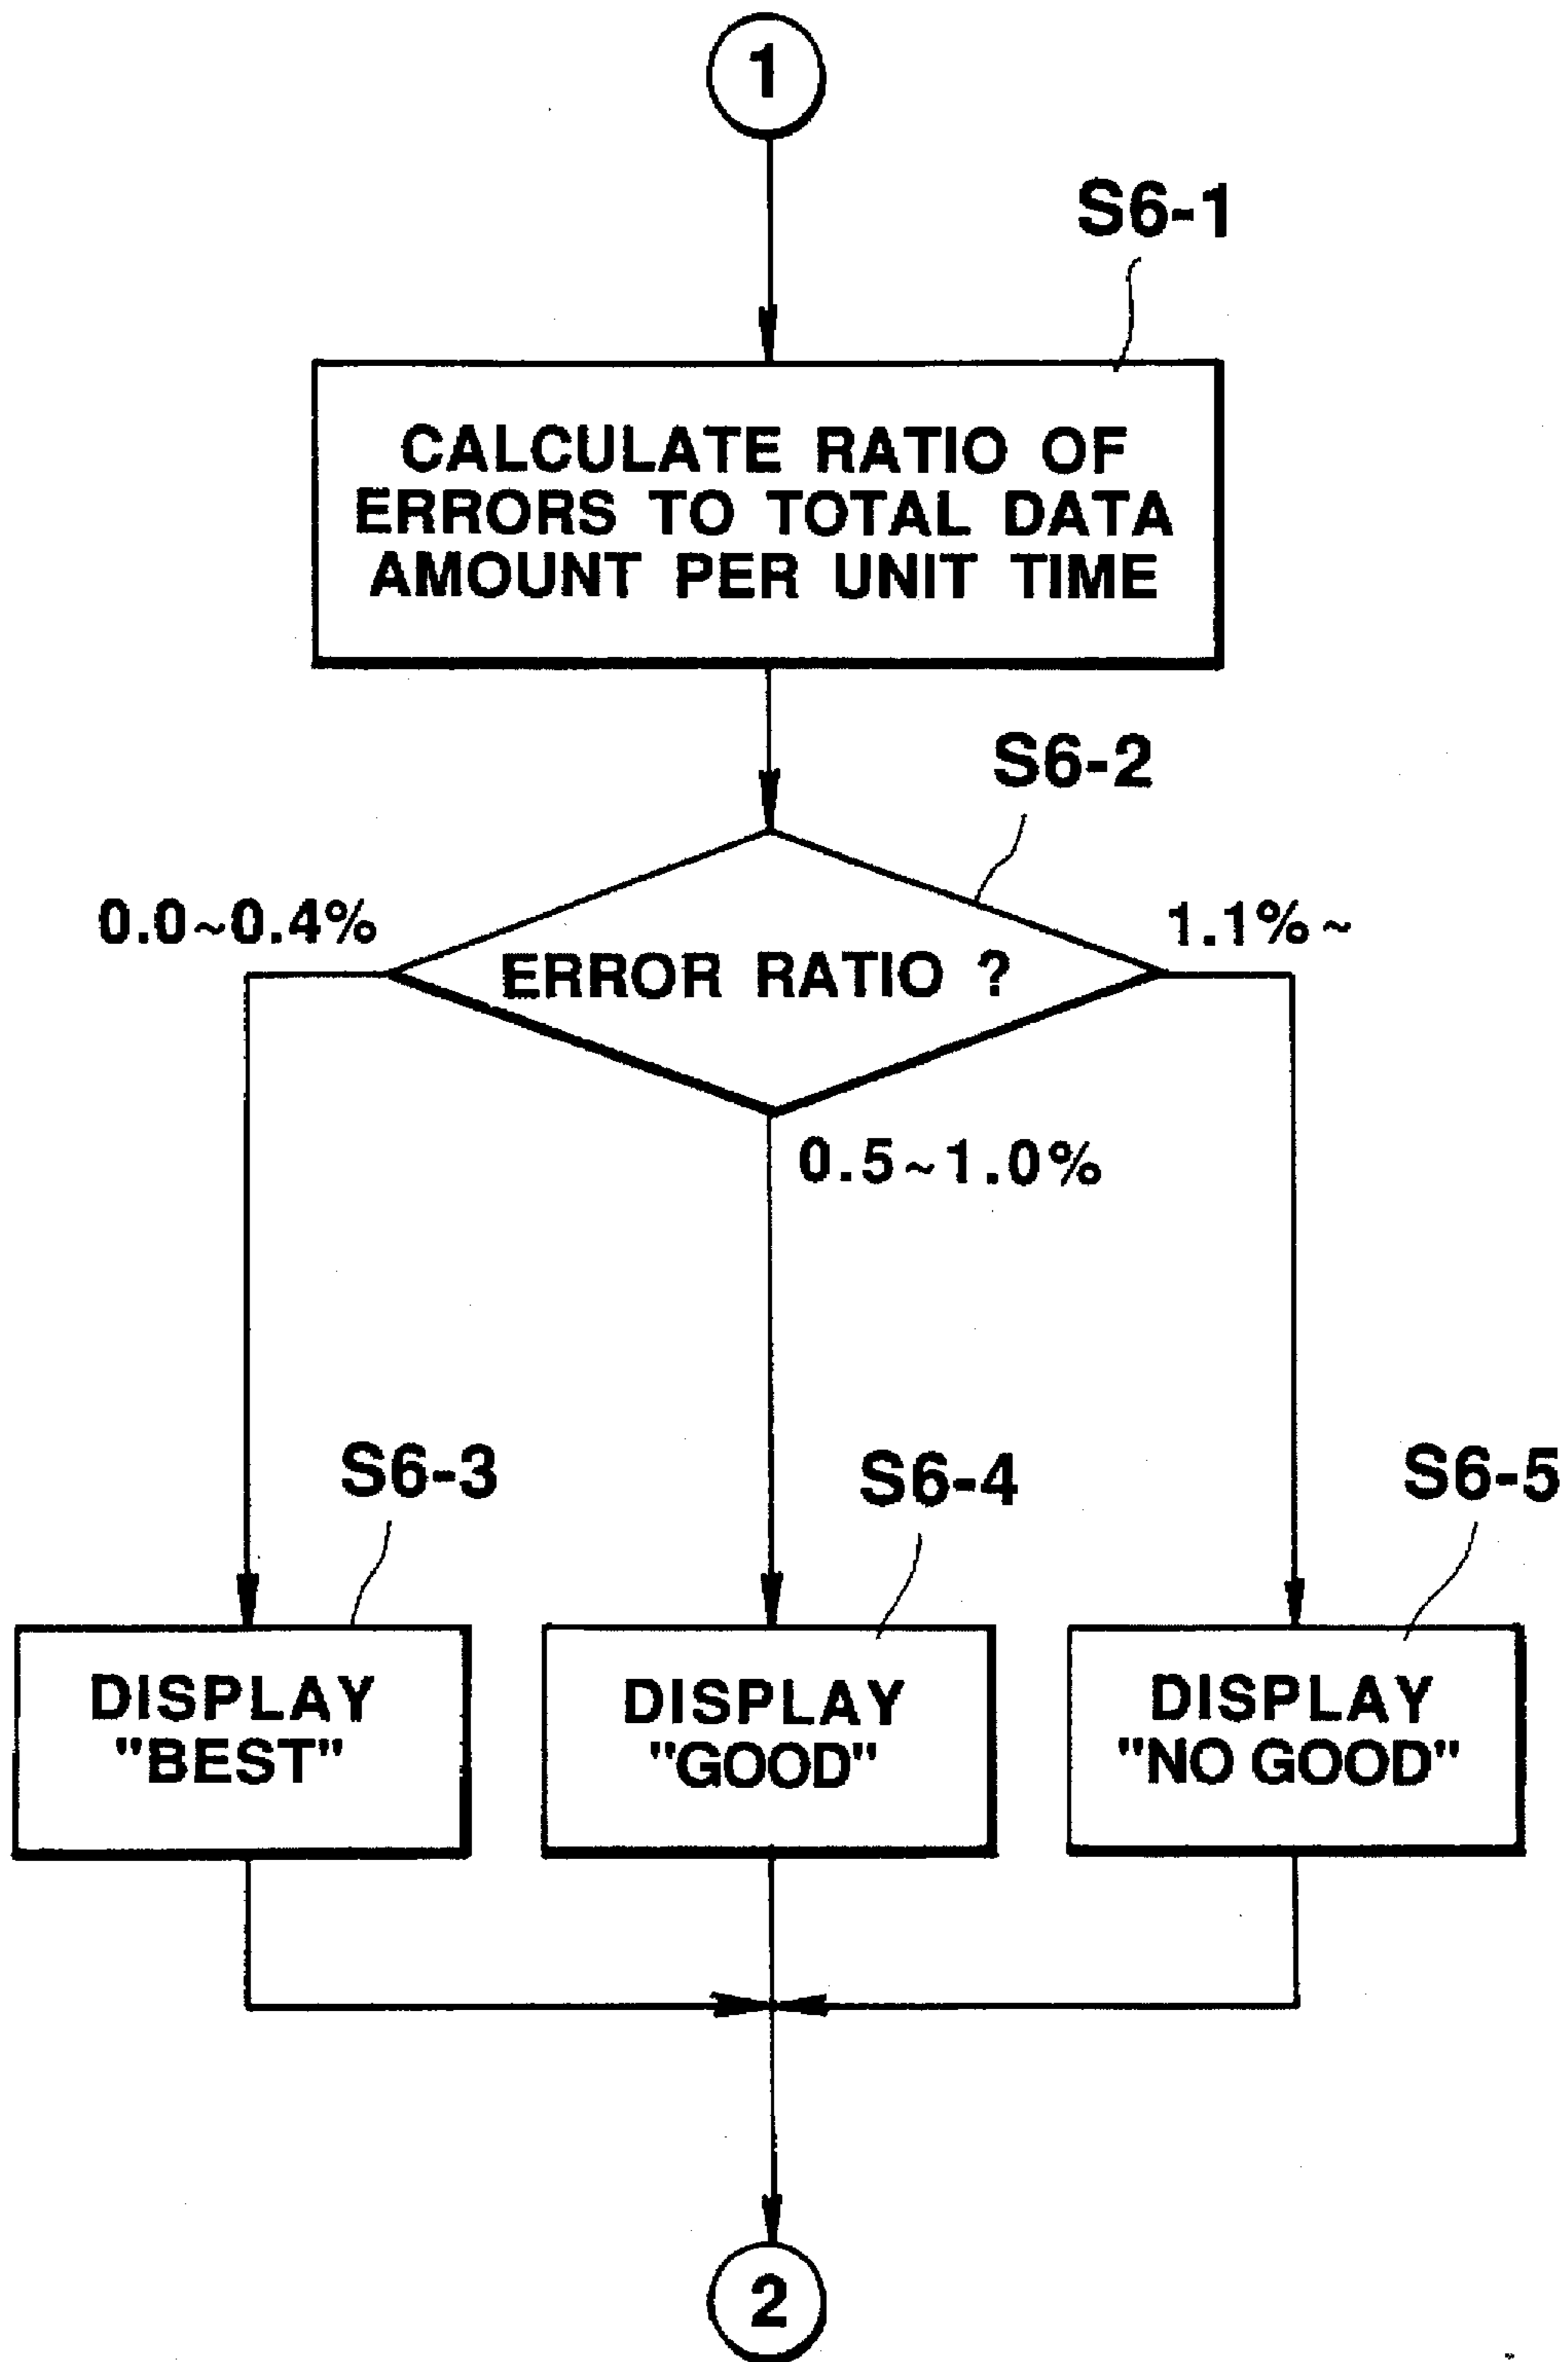 1
S6-1
CALCULATE RATIO OF
ERRORS TO TOTAL DATA
AMOUNT PER UNIT TIME
S6-2
0.0~0.4%
ERROR RATIO ?
1.1%~
0.5~1.0%
S6-3
DISPLAY
"BEST"
S6-4
DISPLAY
"GOOD"
S6-5
DISPLAY
"NO GOOD"
2